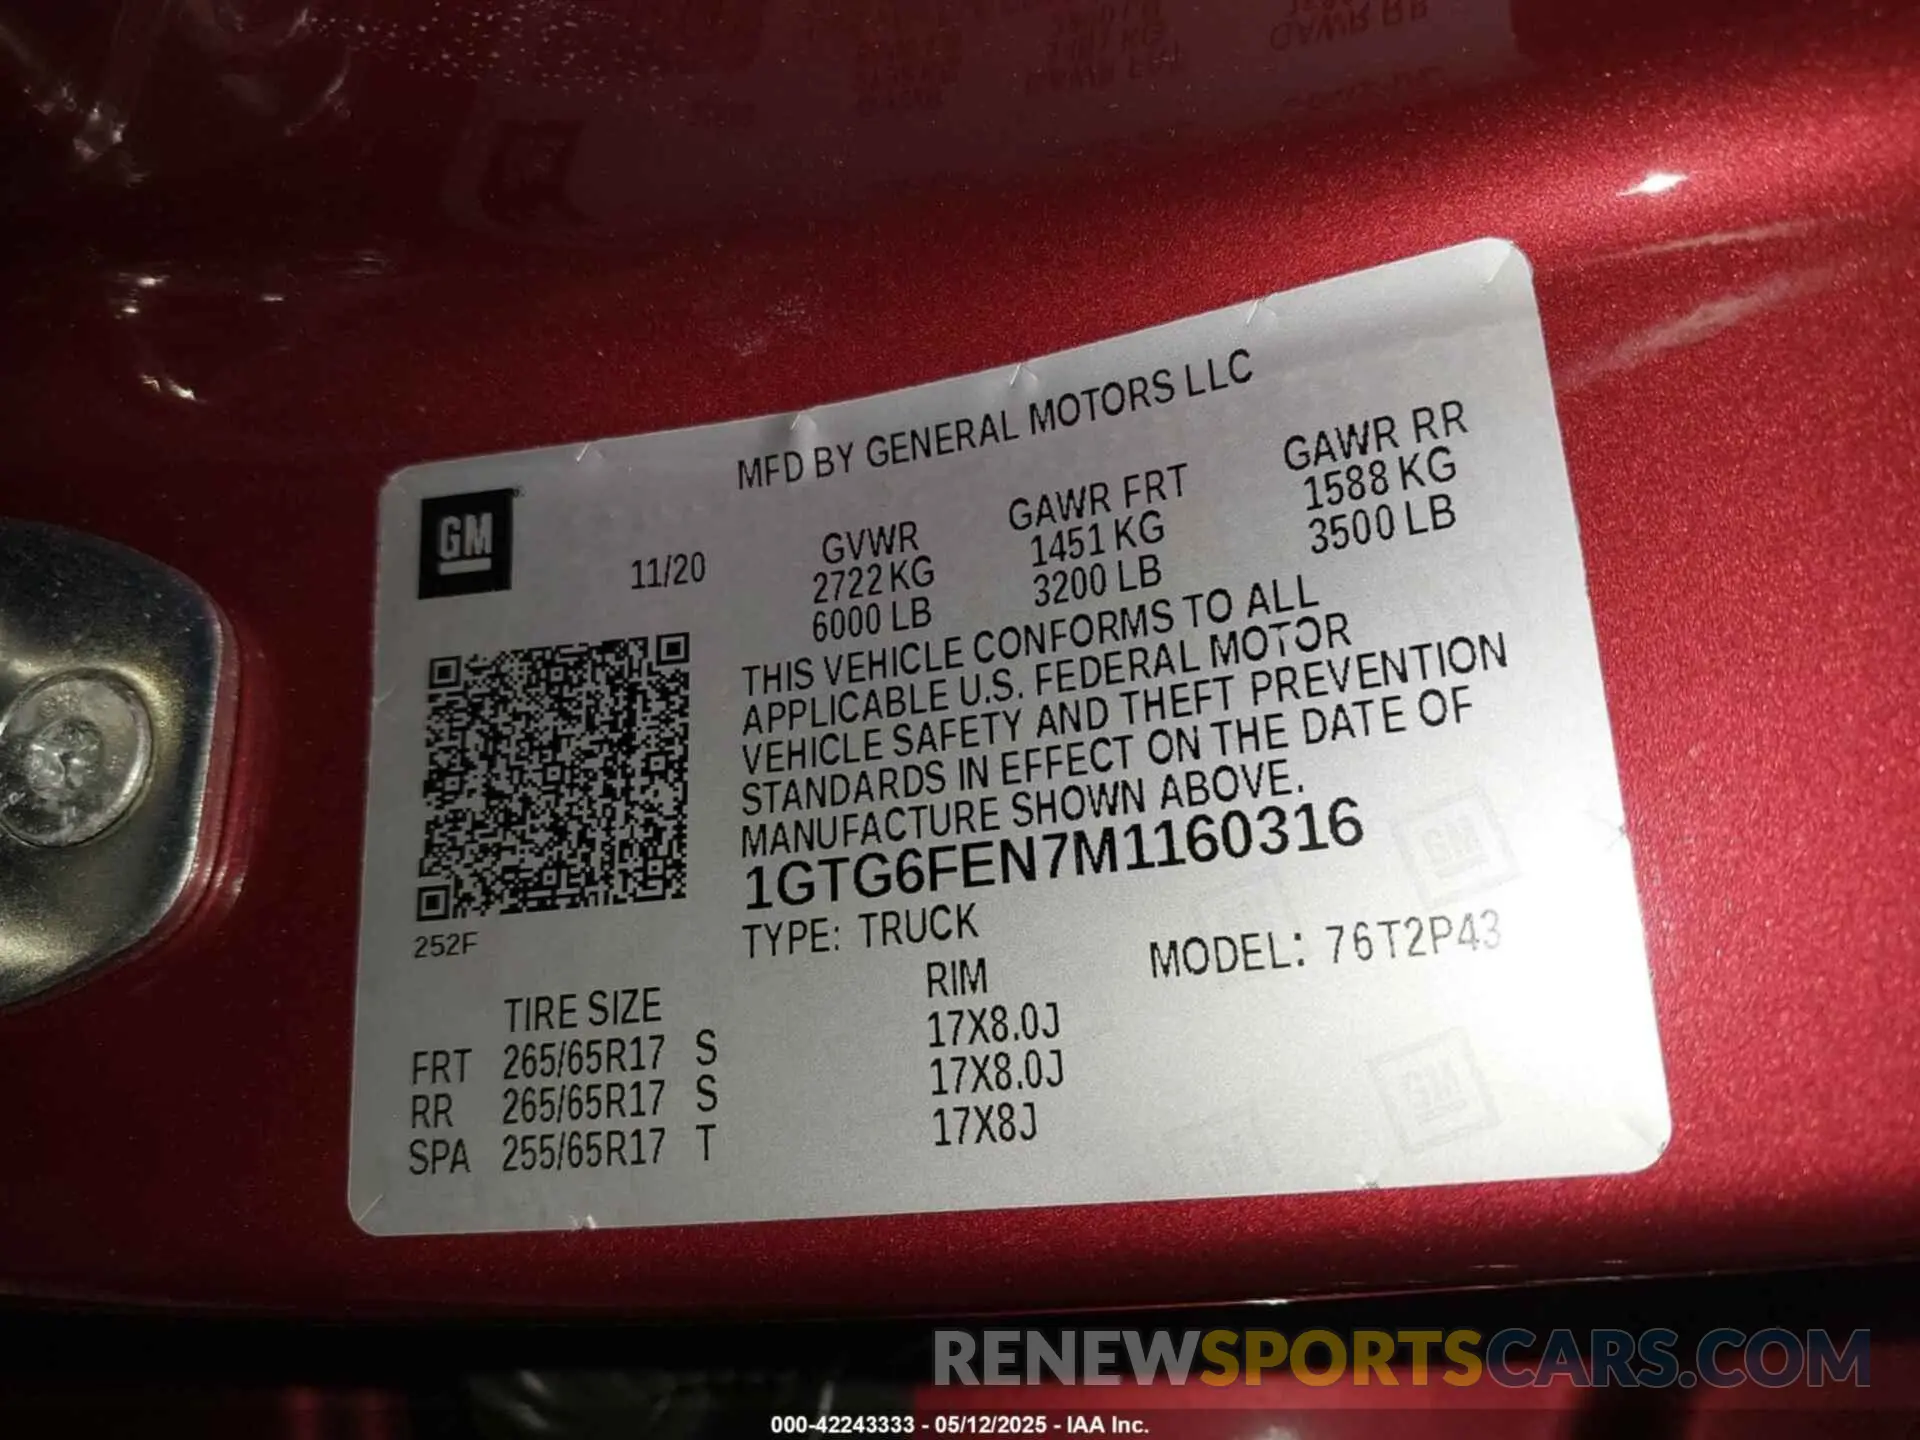 MFD BY GENERAL MOTORS LLC
GM
11/20
GVWR
2722 KG
6000 LB
GAWR FRT
1451 KG
3200 LB
GAWR RR
1588 KG
3500 LB
THIS VEHICLE CONFORMS TO ALL
APPLICABLE U.S. FEDERAL MOTOR
VEHICLE SAFETY AND THEFT PREVENTION
STANDARDS IN EFFECT ON THE DATE OF
MANUFACTURE SHOWN ABOVE.
1GTG6FEN7M1160316
TYPE: TRUCK
MODEL: 76T2P43
252F
TIRE SIZE RIM
FRT 265/65R17 S 17X8.0J
RR 265/65R17 S 17X8.0J
SPA 255/65R17 T 17X8J
GM
GM
RENEWSPORTSCARS.COM
000-42243333 - 05/12/2025 - IAA Inc.